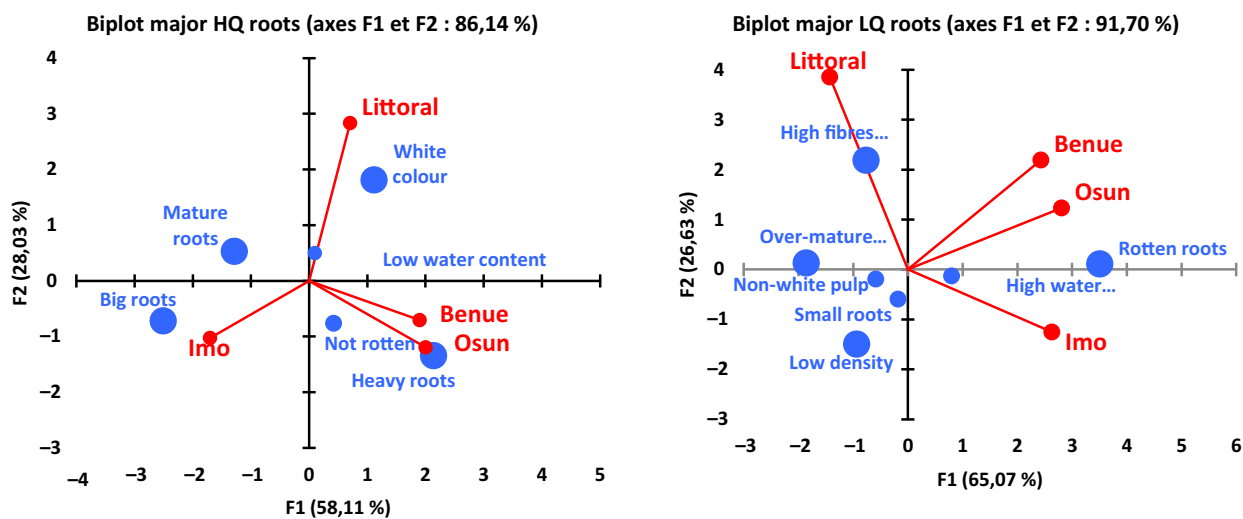 Biplot major HQ roots (axes F1 et F2 : 86,14 %)
4
3
2
1
0
–1
–2
–3
–4
–3
–2
–1
0
1
2
3
4
5
F2 (28,03 %)
F1 (58,11 %)
Littoral
White
colour
Mature
roots
Low water content
Big roots
Imo
Benue
Not rotten
Osun
Heavy roots
Biplot major LQ roots (axes F1 et F2 : 91,70 %)
4
3
2
1
0
–1
–2
–3
–3
–2
–1
0
1
2
3
4
5
6
F2 (26,63 %)
F1 (65,07 %)
Littoral
High fibres...
Benue
Osun
Over-mature...
Rotten roots
Non-white pulp
High water...
Small roots
Imo
Low density